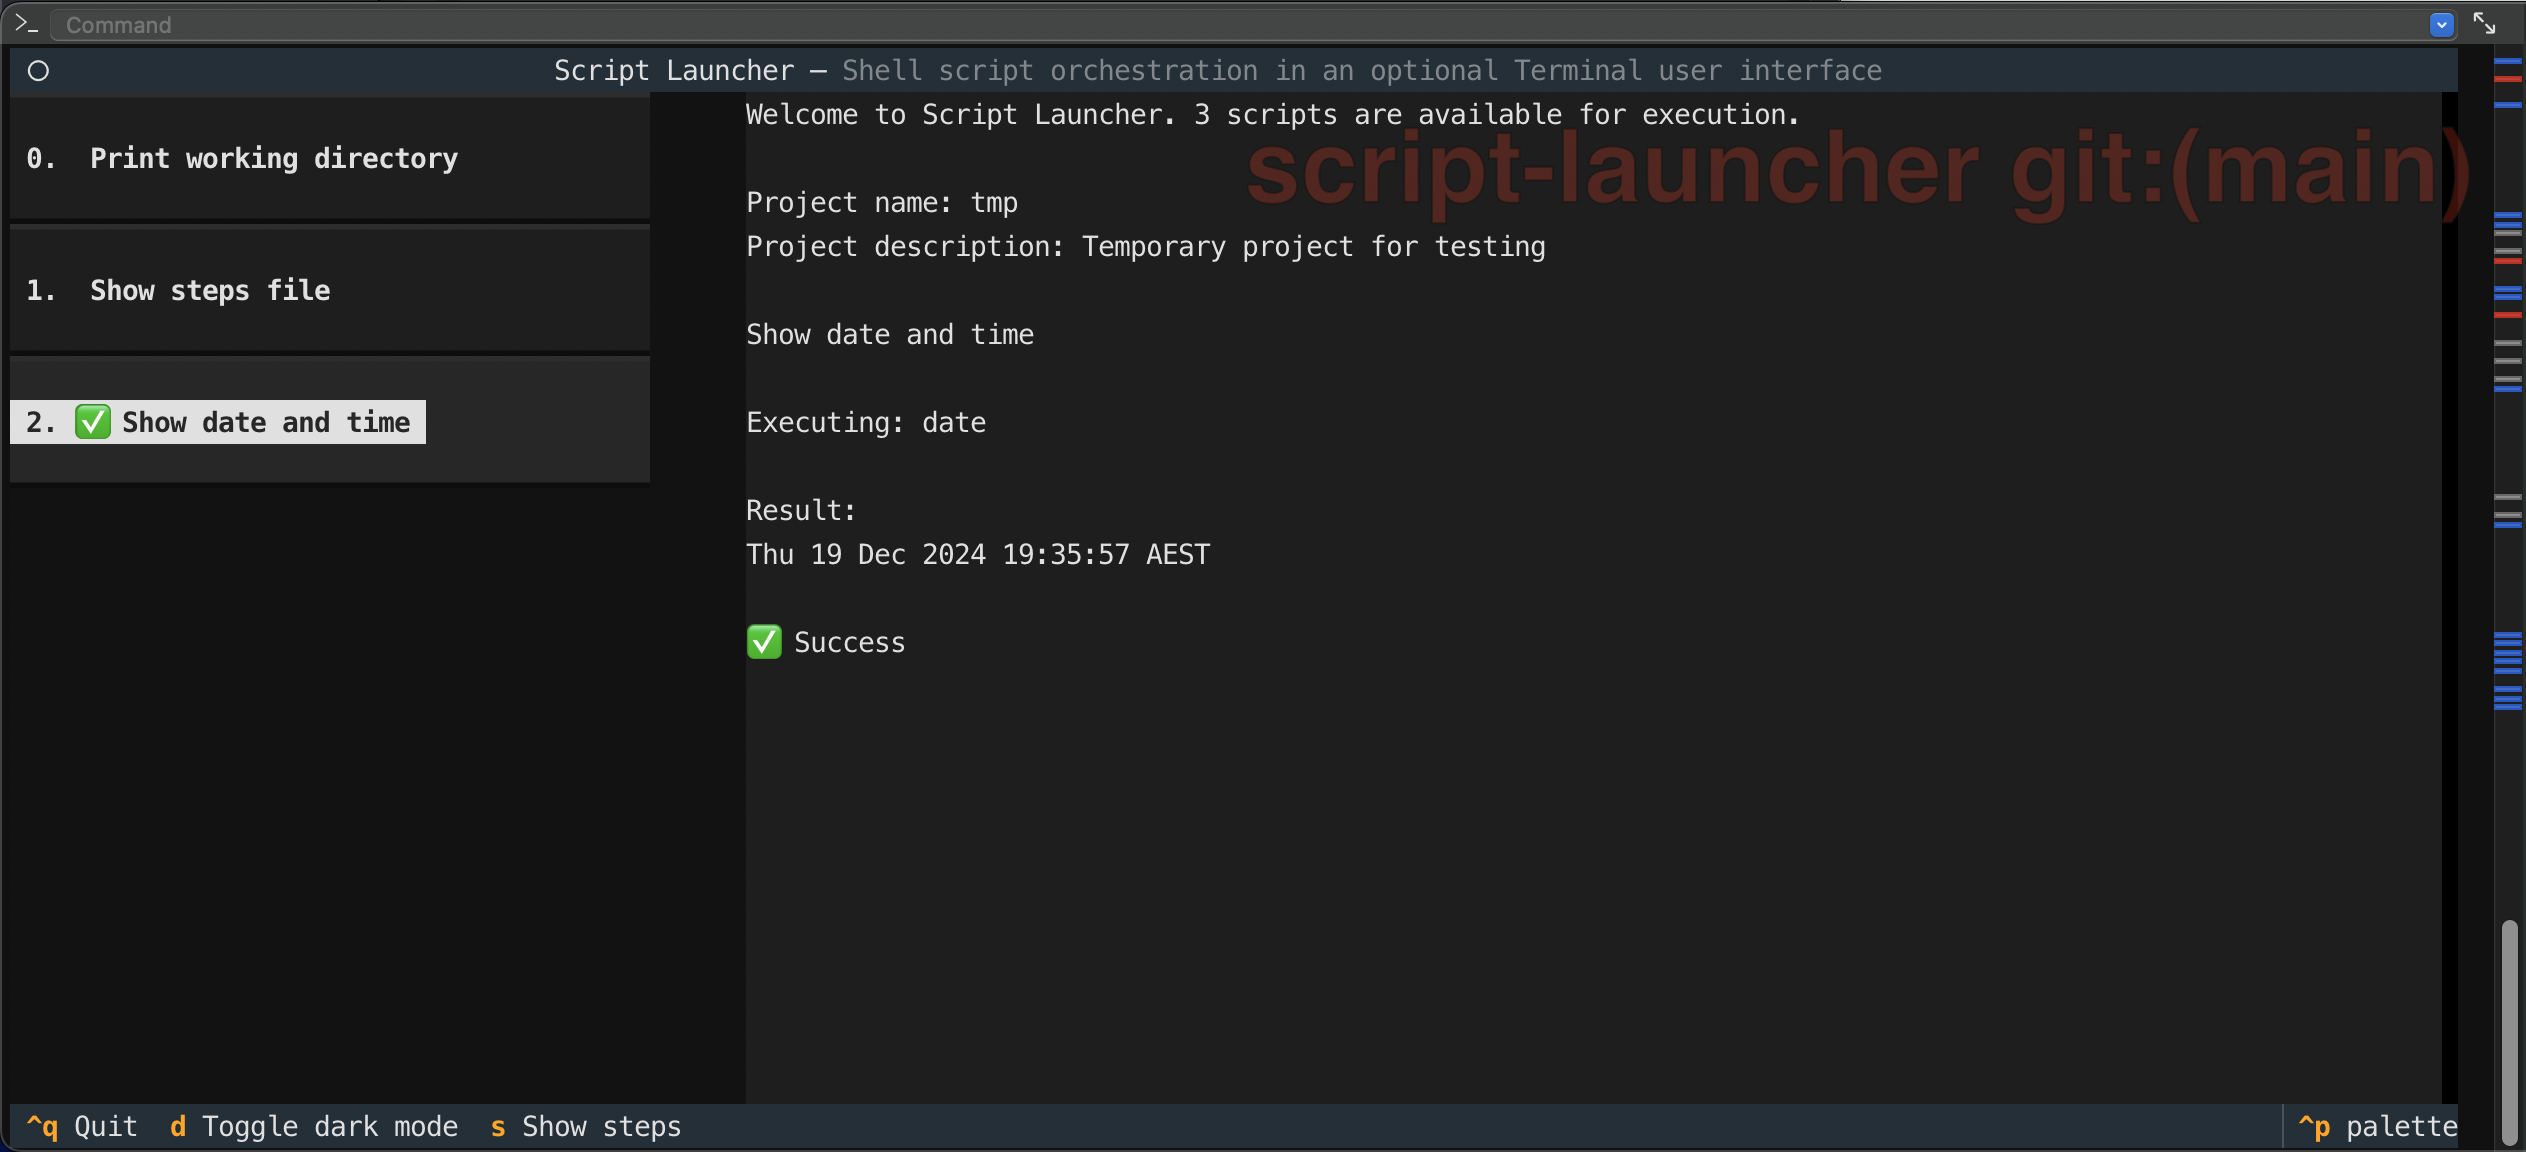 >_ Command
Script Launcher — Shell script orchestration in an optional Terminal user interface
0. Print working directory
1. Show steps file
2. ✅ Show date and time
Welcome to Script Launcher. 3 scripts are available for execution.
script-launcher git:(main)
Project name: tmp
Project description: Temporary project for testing
Show date and time
Executing: date
Result:
Thu 19 Dec 2024 19:35:57 AEST
✅ Success
^q Quit d Toggle dark mode s Show steps ^p palette